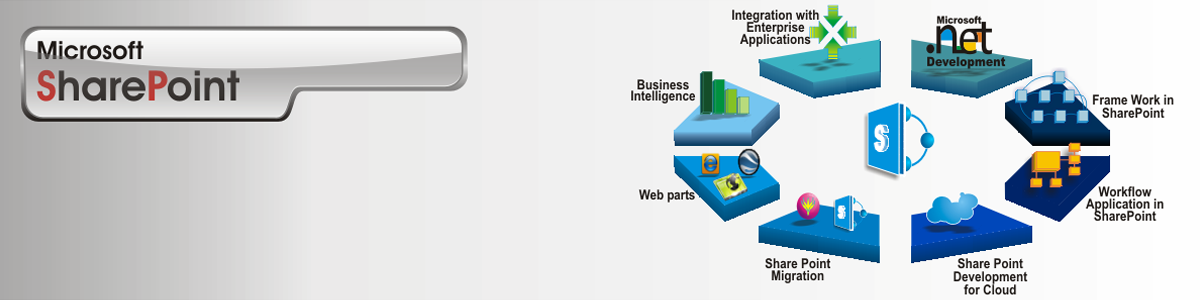 Microsoft
SharePoint
Integration with
Enterprise
Applications
Microsoft
.net
Development
Business
Intelligence
Frame Work in
SharePoint
S
Web parts
Workflow
Application in
SharePoint
S
Share Point
Migration
Share Point
Development
for Cloud